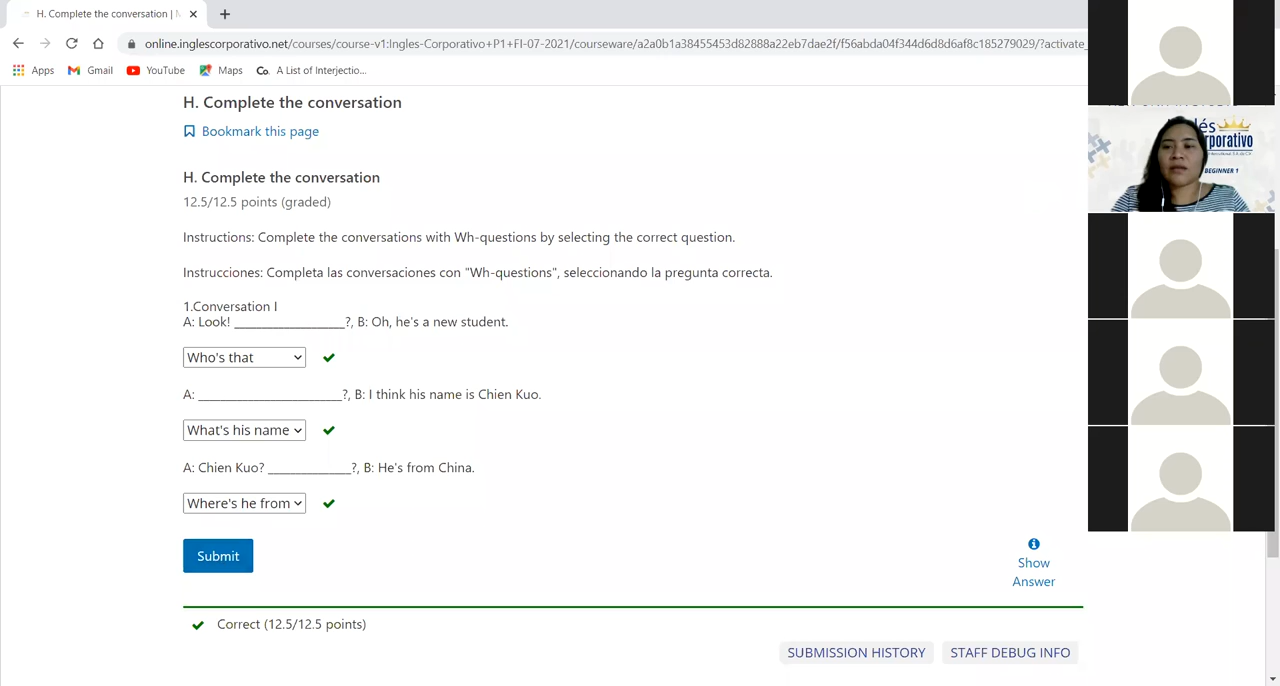 H. Complete the conversation | N
online.inglescorporativo.net/courses/course-v1:Ingles-Corporativo+P1+FI-07-2021/courseware/a2a0b1a38455453d82888a22eb7dae2f/f56abda04f344d6d8d6af8c185279029/?activate_
Apps Gmail YouTube Maps Co. A List of Interjectio...
H. Complete the conversation
Bookmark this page
H. Complete the conversation
12.5/12.5 points (graded)
Instructions: Complete the conversations with Wh-questions by selecting the correct question.
Instrucciones: Completa las conversaciones con "Wh-questions", seleccionando la pregunta correcta.
1.Conversation I
A: Look! ____________________?, B: Oh, he's a new student.
Who's that
A: __________________________?, B: I think his name is Chien Kuo.
What's his name
A: Chien Kuo? _______________?, B: He's from China.
Where's he from
Submit
Show
Answer
Correct (12.5/12.5 points)
SUBMISSION HISTORY STAFF DEBUG INFO
BEGINNER 1